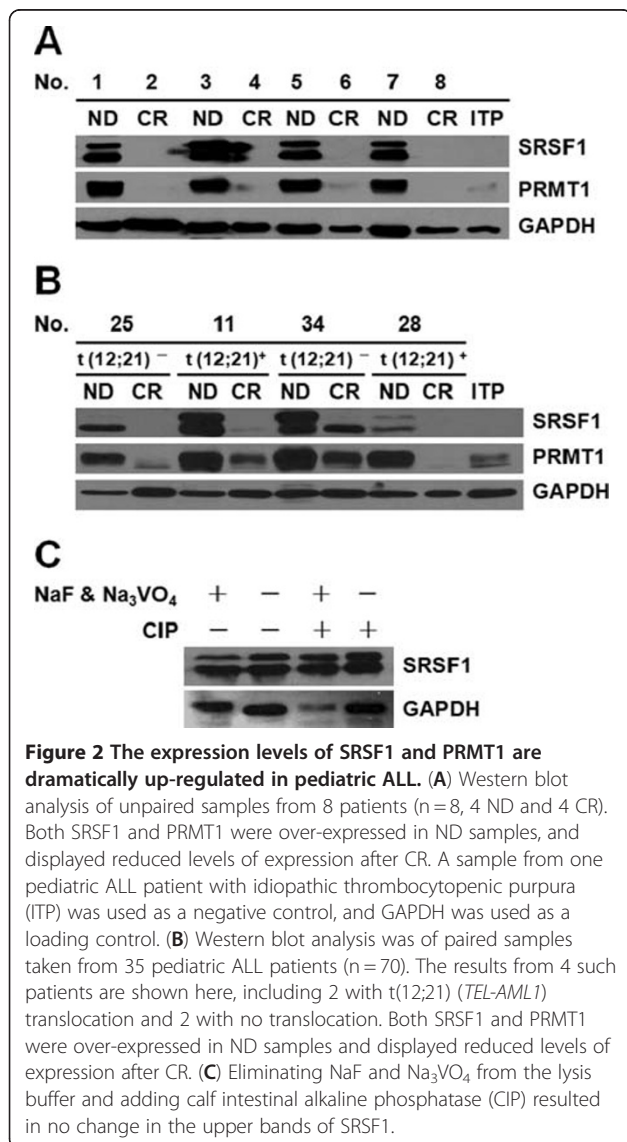 A
No. 1 2 3 4 5 6 7 8
ND CR ND CR ND CR ND CR ITP
SRSF1
PRMT1
GAPDH
B
No. 25 11 34 28
t (12;21) − t (12;21)+ t (12;21) − t (12;21) +
ND CR ND CR ND CR ND CR ITP
SRSF1
PRMT1
GAPDH
C
NaF & Na₃VO₄ + − + −
CIP − − + +
SRSF1
GAPDH
Figure 2 The expression levels of SRSF1 and PRMT1 are
dramatically up-regulated in pediatric ALL. (A) Western blot
analysis of unpaired samples from 8 patients (n = 8, 4 ND and 4 CR).
Both SRSF1 and PRMT1 were over-expressed in ND samples, and
displayed reduced levels of expression after CR. A sample from one
pediatric ALL patient with idiopathic thrombocytopenic purpura
(ITP) was used as a negative control, and GAPDH was used as a
loading control. (B) Western blot analysis was of paired samples
taken from 35 pediatric ALL patients (n = 70). The results from 4 such
patients are shown here, including 2 with t(12;21) (TEL-AML1)
translocation and 2 with no translocation. Both SRSF1 and PRMT1
were over-expressed in ND samples and displayed reduced levels of
expression after CR. (C) Eliminating NaF and Na₃VO₄ from the lysis
buffer and adding calf intestinal alkaline phosphatase (CIP) resulted
in no change in the upper bands of SRSF1.